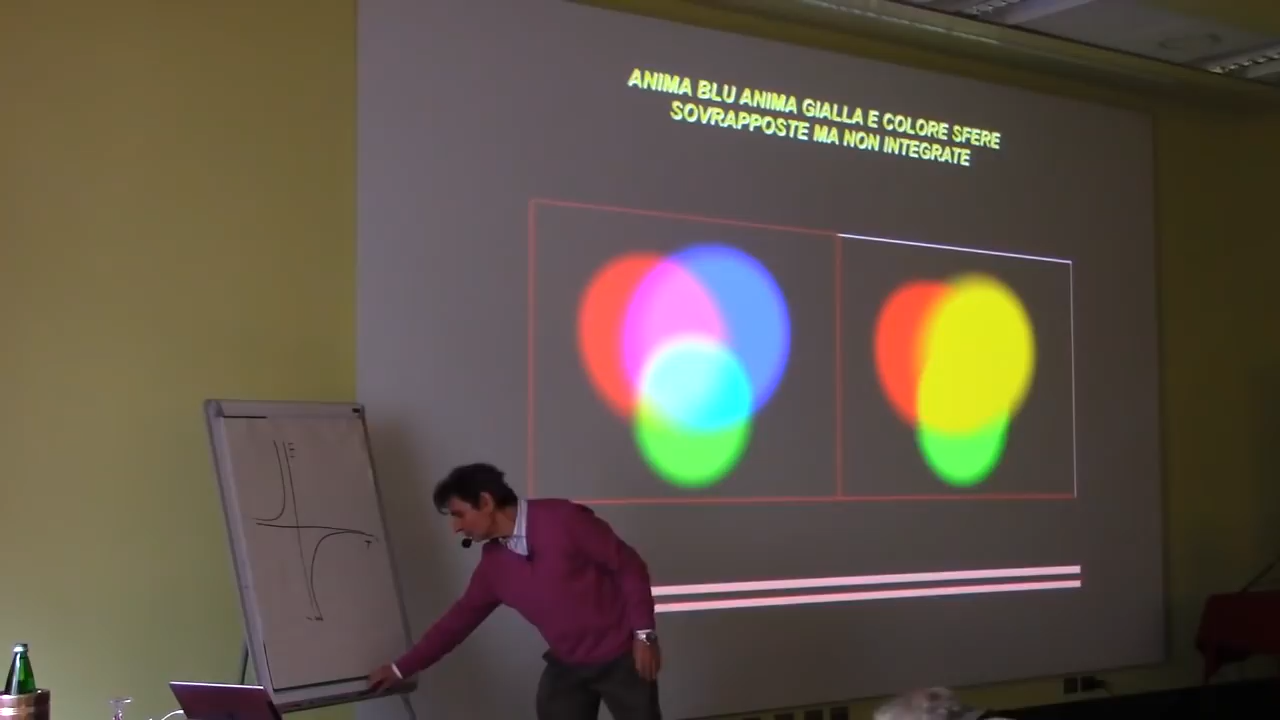 ANIMA BLU ANIMA GIALLA E COLORE SFERE
SOVRAPPOSTE MA NON INTEGRATE